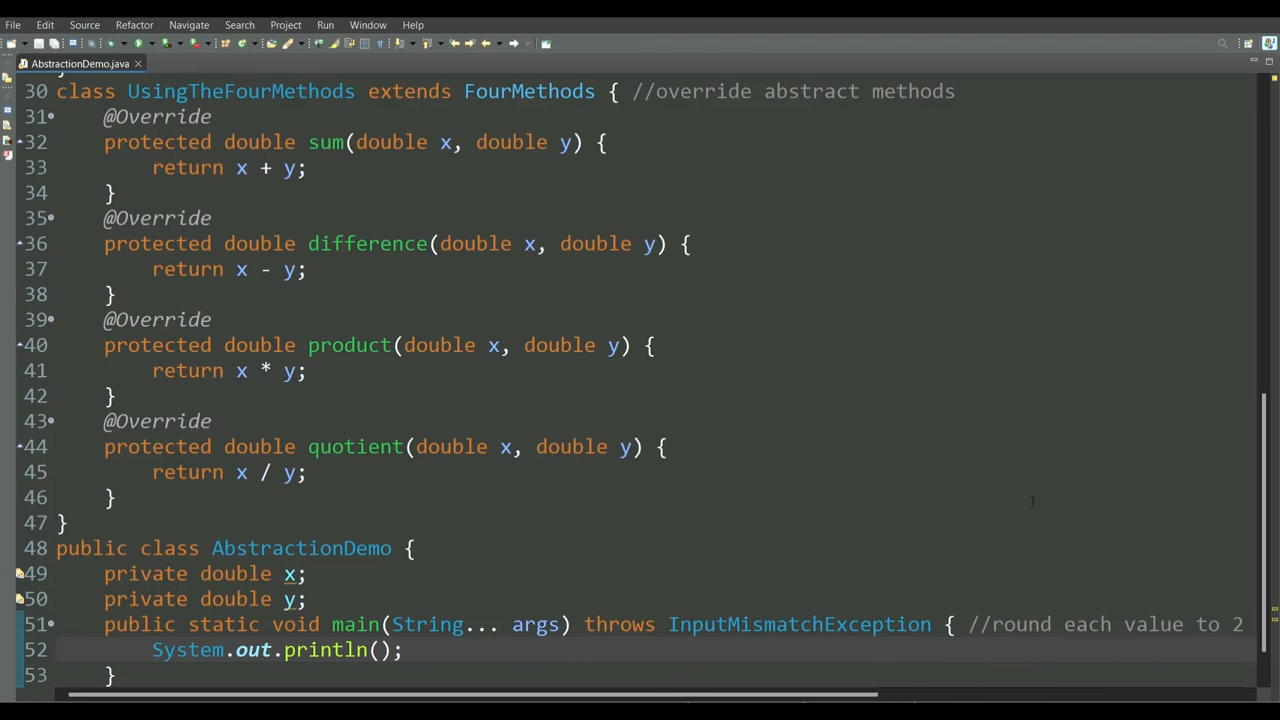 File Edit Source Refactor Navigate Search Project Run Window Help
AbstractionDemo.java
30 class UsingTheFourMethods extends FourMethods { //override abstract methods
31 @Override
32 protected double sum(double x, double y) {
33 return x + y;
34 }
35 @Override
36 protected double difference(double x, double y) {
37 return x - y;
38 }
39 @Override
40 protected double product(double x, double y) {
41 return x * y;
42 }
43 @Override
44 protected double quotient(double x, double y) {
45 return x / y;
46 }
47 }
48 public class AbstractionDemo {
49 private double x;
50 private double y;
51 public static void main(String... args) throws InputMismatchException { //round each value to 2
52 System.out.println();
53 }